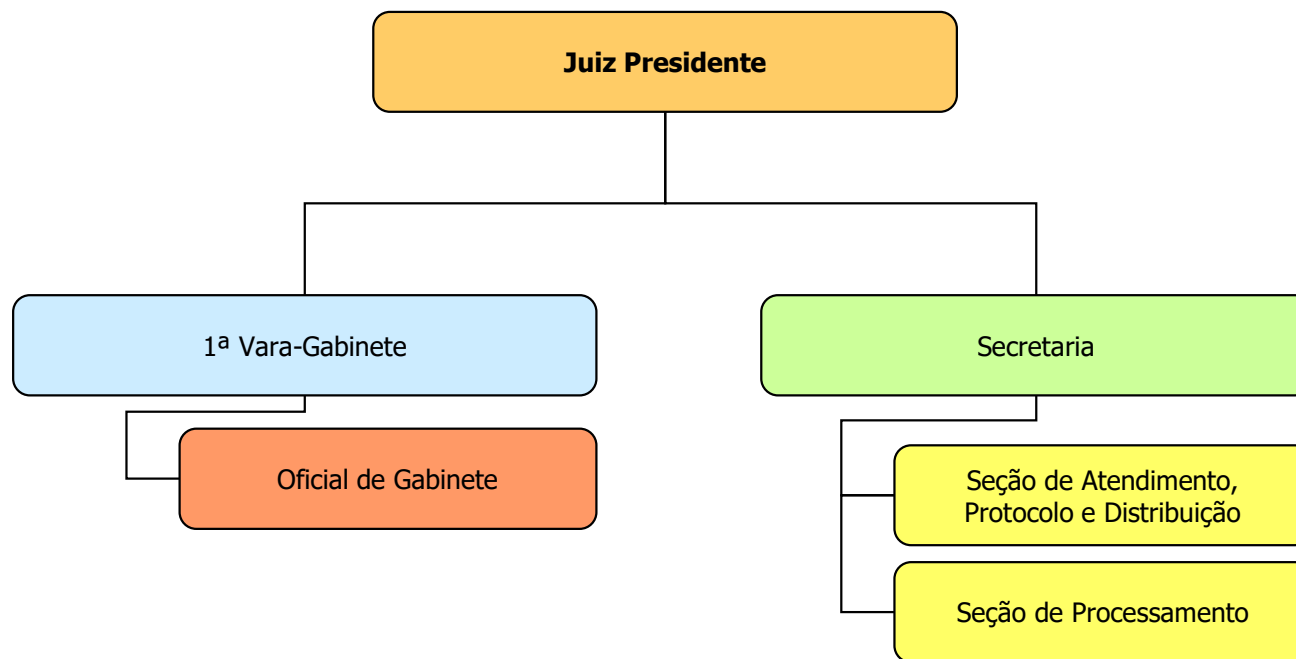 Juiz Presidente
1ª Vara-Gabinete
Secretaria
Oficial de Gabinete
Seção de Atendimento,
Protocolo e Distribuição
Seção de Processamento